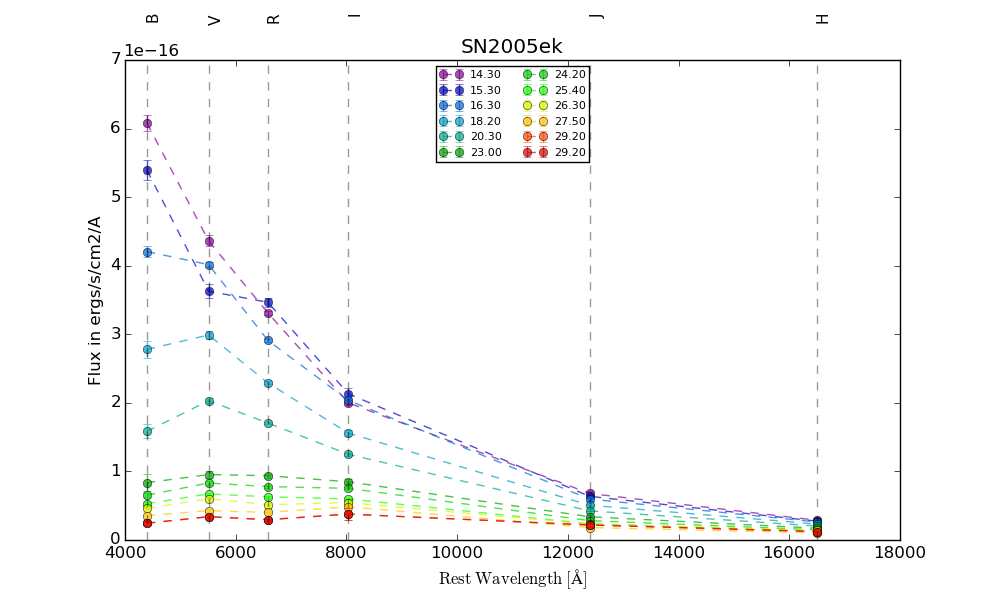 B V R I J H
SN2005ek
1e−16
7
6
5
4
3
2
1
0
Flux in ergs/s/cm2/A
14.30 24.20
15.30 25.40
16.30 26.30
18.20 27.50
20.30 29.20
23.00 29.20
4000 6000 8000 10000 12000 14000 16000 18000
Rest Wavelength [Å]